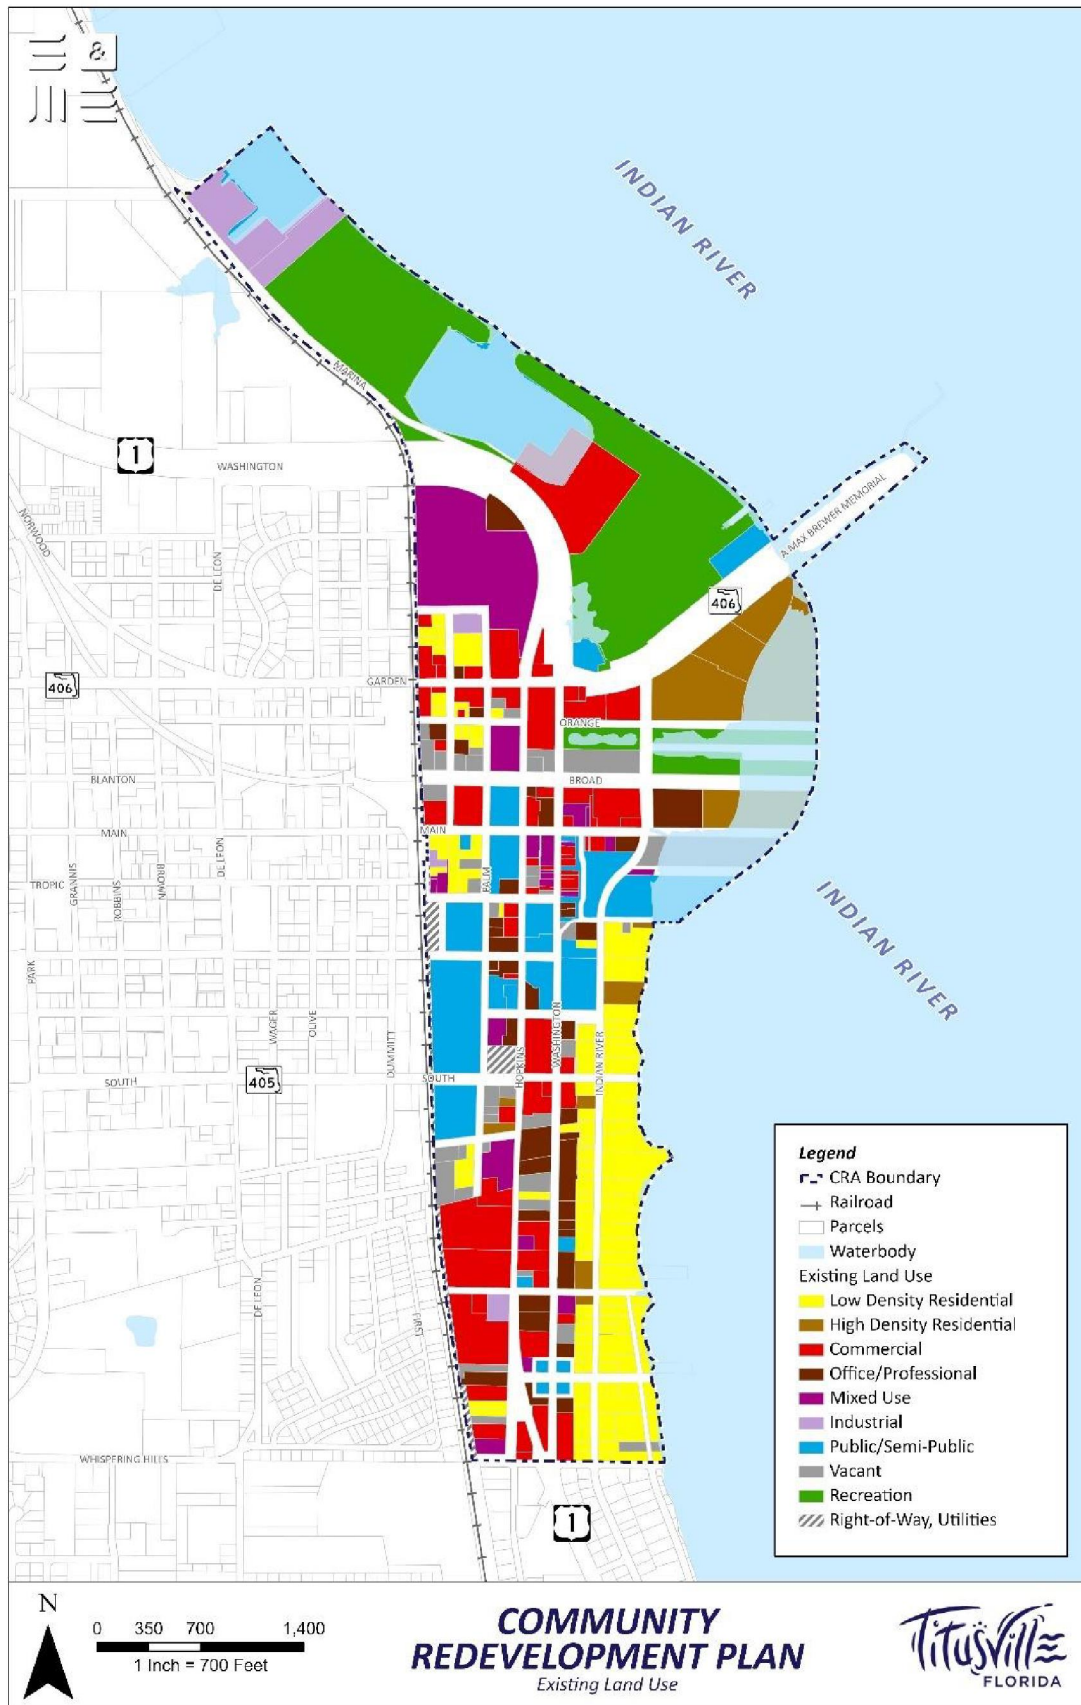 &
INDIAN RIVER
MARINA
1
WASHINGTON
NORWOOD
DE LEON
A MAX BREWER MEMORIAL
406
406
GARDEN
ORANGE
BLANTON
BROAD
MAIN
MAIN
DE LEON
TROPIC
GRANNIS
ROBBINS
BROWN
PALM
INDIAN RIVER
PARK
WAGER
OLIVE
DUMMITT
HOPKINS
WASHINGTON
INDIAN RIVER
SOUTH
405
SOUTH
DE LEON
FIRST
WHISPERING HILLS
1
Legend
CRA Boundary
Railroad
Parcels
Waterbody
Existing Land Use
Low Density Residential
High Density Residential
Commercial
Office/Professional
Mixed Use
Industrial
Public/Semi-Public
Vacant
Recreation
Right-of-Way, Utilities
N
0 350 700 1,400
1 Inch = 700 Feet
COMMUNITY
REDEVELOPMENT PLAN
Existing Land Use
Titusville
FLORIDA